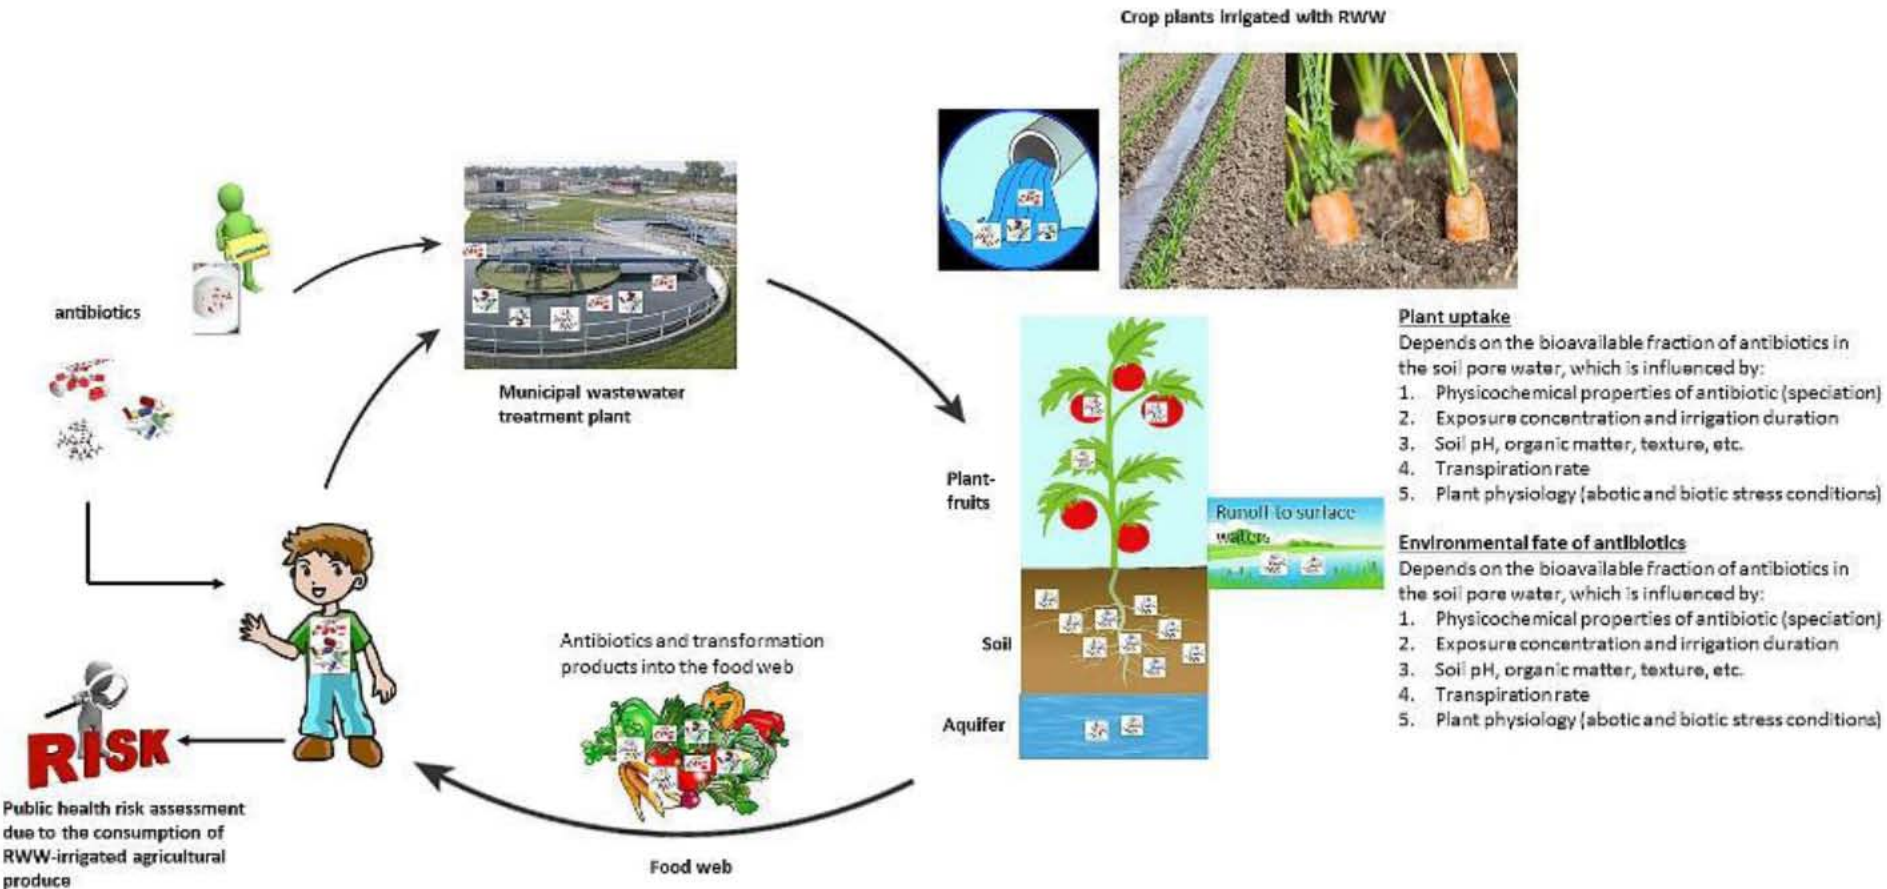 Crop plants irrigated with RWW
antibiotics
Municipal wastewater
treatment plant
Plant uptake
Depends on the bioavailable fraction of antibiotics in
the soil pore water, which is influenced by:
1. Physicochemical properties of antibiotic (speciation)
2. Exposure concentration and irrigation duration
3. Soil pH, organic matter, texture, etc.
4. Transpiration rate
5. Plant physiology (abotic and biotic stress conditions)
Plant-
fruits
Runoff to surface
waters
Environmental fate of antibiotics
Depends on the bioavailable fraction of antibiotics in
the soil pore water, which is influenced by:
1. Physicochemical properties of antibiotic (speciation)
2. Exposure concentration and irrigation duration
3. Soil pH, organic matter, texture, etc.
4. Transpiration rate
5. Plant physiology (abotic and biotic stress conditions)
Soil
Aquifer
Antibiotics and transformation
products into the food web
Food web
RISK
Public health risk assessment
due to the consumption of
RWW-irrigated agricultural
produce